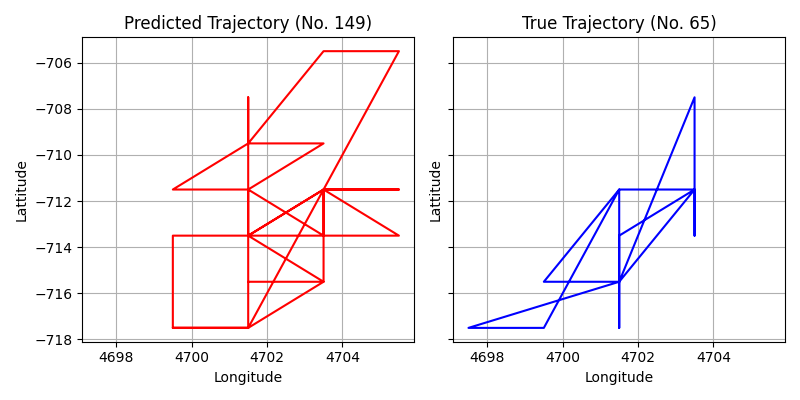 Predicted Trajectory (No. 149)
True Trajectory (No. 65)
−706
−708
−710
−712
−714
−716
−718
Lattitude
Lattitude
4698 4700 4702 4704
4698 4700 4702 4704
Longitude
Longitude